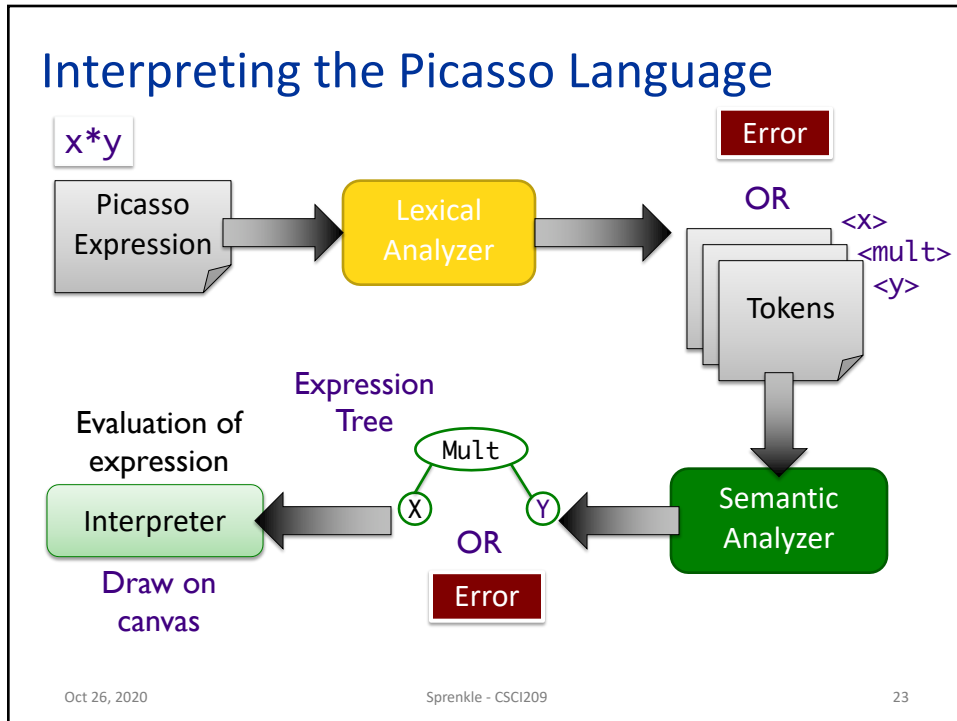 Interpreting the Picasso Language
x*y
Picasso
Expression
Lexical
Analyzer
Error
OR
<x>
<mult>
<y>
Tokens
Semantic
Analyzer
Expression
Tree
Mult
X
Y
OR
Error
Evaluation of
expression
Interpreter
Draw on
canvas
Oct 26, 2020
Sprenkle - CSCI209
23